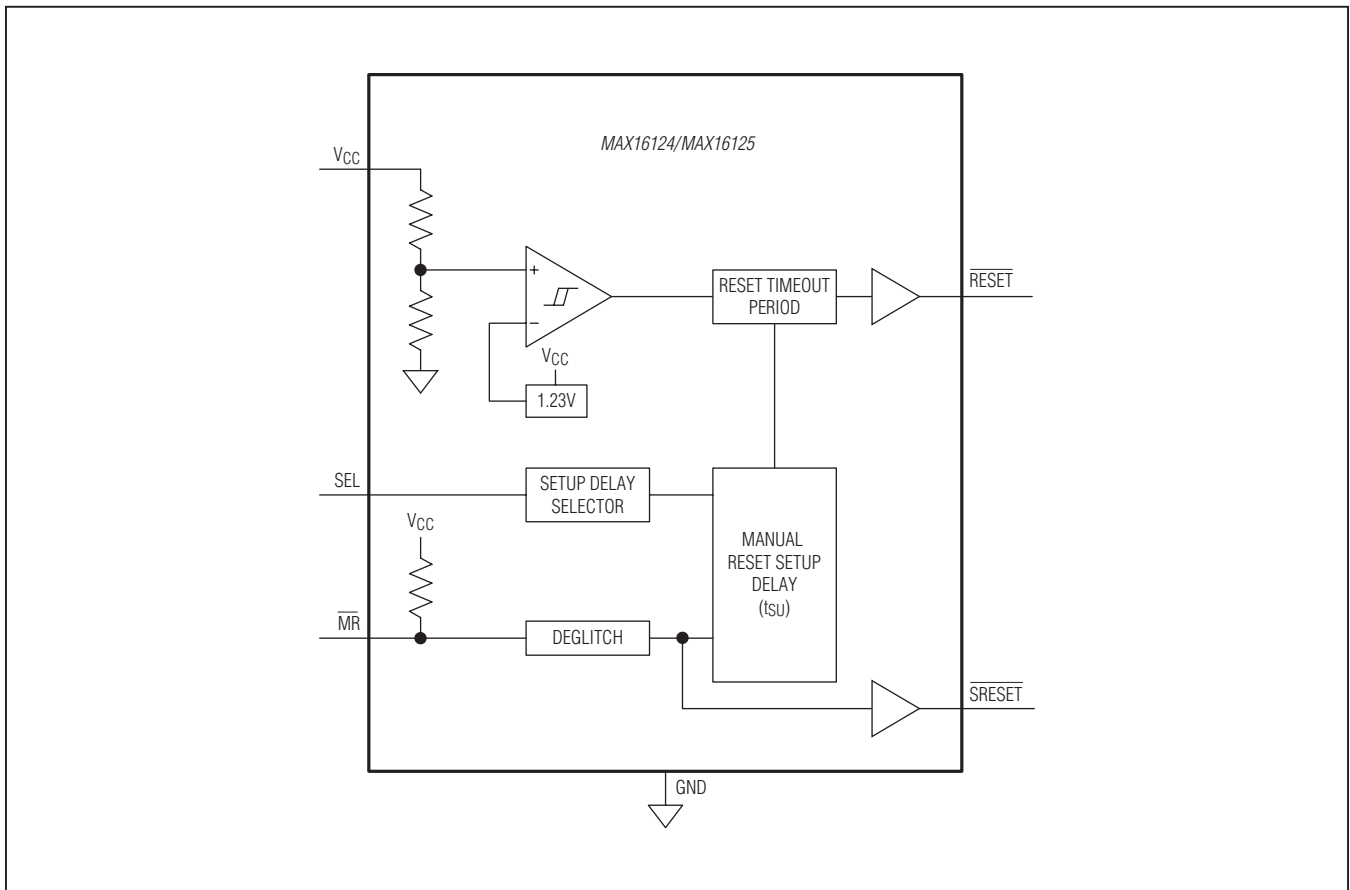 MAX16124/MAX16125
VCC
+
−
VCC
1.23V
RESET TIMEOUT
PERIOD
RESET
SEL
SETUP DELAY
SELECTOR
VCC
MR
DEGLITCH
MANUAL
RESET SETUP
DELAY
(tSU)
SRESET
GND